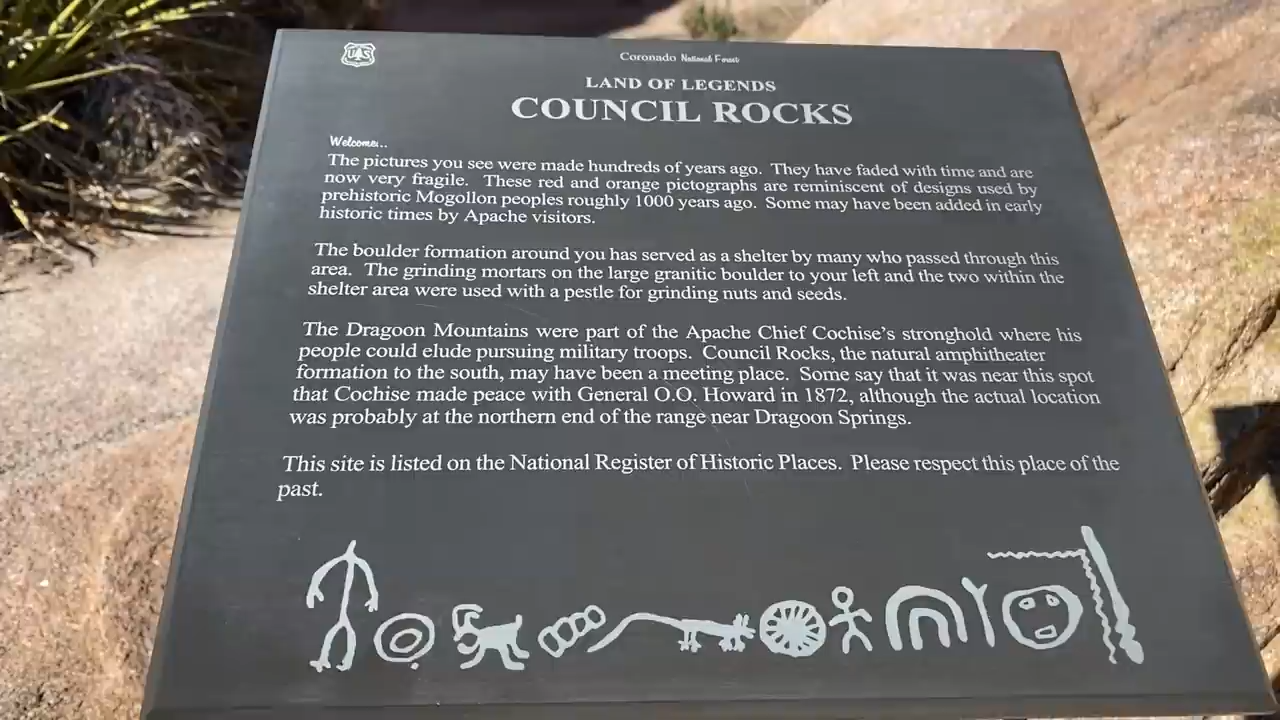 UAS
Coronado National Forest
LAND OF LEGENDS
COUNCIL ROCKS
Welcome...
The pictures you see were made hundreds of years ago. They have faded with time and are
now very fragile. These red and orange pictographs are reminiscent of designs used by
prehistoric Mogollon peoples roughly 1000 years ago. Some may have been added in early
historic times by Apache visitors.
The boulder formation around you has served as a shelter by many who passed through this
area. The grinding mortars on the large granitic boulder to your left and the two within the
shelter area were used with a pestle for grinding nuts and seeds.
The Dragoon Mountains were part of the Apache Chief Cochise's stronghold where his
people could elude pursuing military troops. Council Rocks, the natural amphitheater
formation to the south, may have been a meeting place. Some say that it was near this spot
that Cochise made peace with General O.O. Howard in 1872, although the actual location
was probably at the northern end of the range near Dragoon Springs.
This site is listed on the National Register of Historic Places. Please respect this place of the
past.